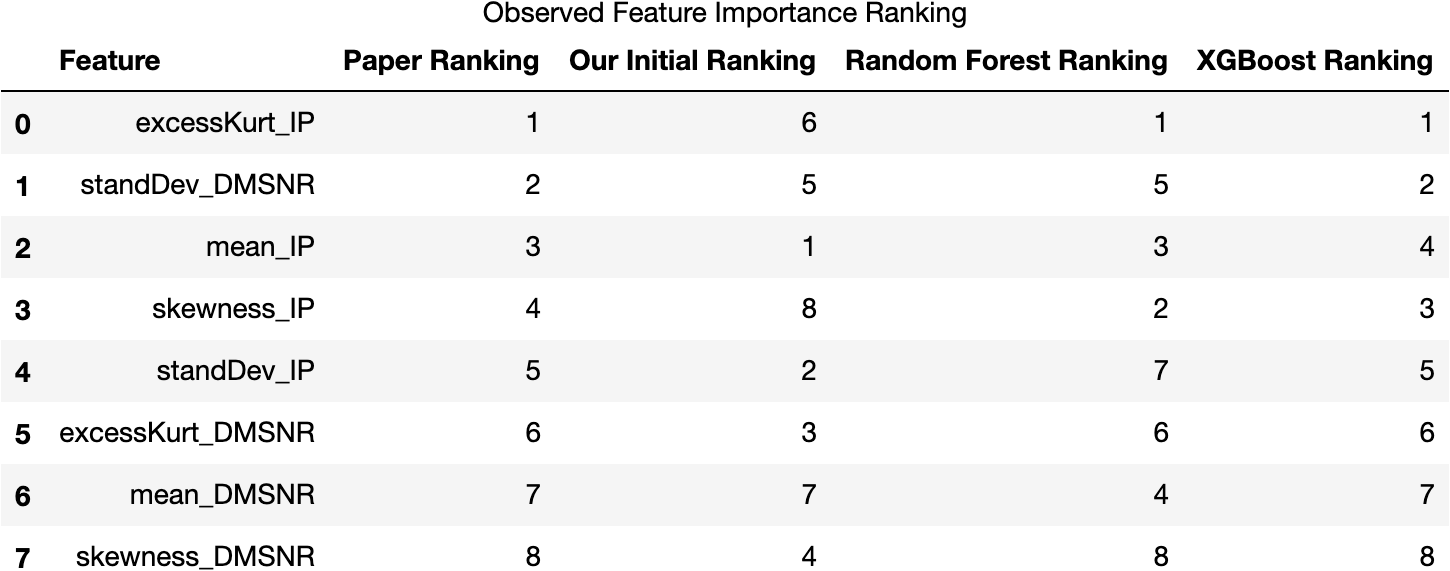 Observed Feature Importance Ranking
Feature Paper Ranking Our Initial Ranking Random Forest Ranking XGBoost Ranking
0 excessKurt_IP 1 6 1 1
1 standDev_DMSNR 2 5 5 2
2 mean_IP 3 1 3 4
3 skewness_IP 4 8 2 3
4 standDev_IP 5 2 7 5
5 excessKurt_DMSNR 6 3 6 6
6 mean_DMSNR 7 7 4 7
7 skewness_DMSNR 8 4 8 8